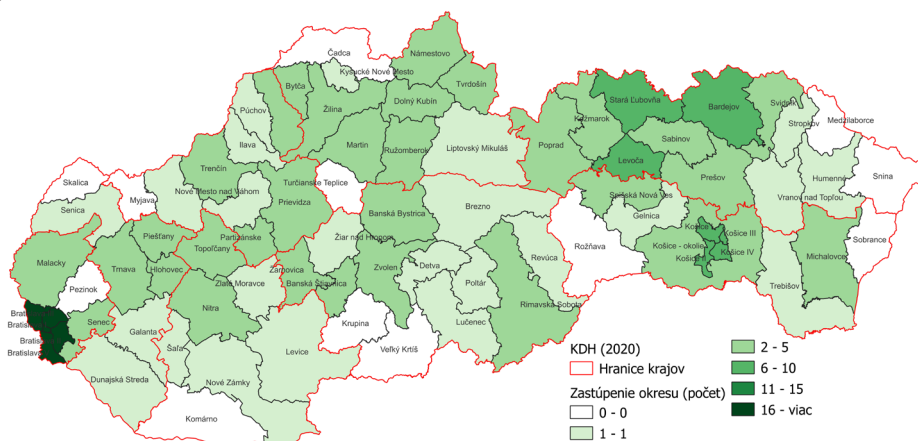 Čadca
Námestovo
Kysucké Nové Mesto
Tvrdošín
Bytča
Dolný Kubín
Púchov
Žilina
Stará Ľubovňa
Bardejov
Svidník
Medzilaborce
Stropkov
Kežmarok
Ilava
Martin
Ružomberok
Liptovský Mikuláš
Poprad
Sabinov
Levoča
Trenčín
Skalica
Nové Mesto nad Váhom
Turčianske Teplice
Prešov
Humenné
Snina
Myjava
Prievidza
Spišská Nová Ves
Vranov nad Topľou
Senica
Banská Bystrica
Brezno
Gelnica
Piešťany
Partizánske
Topoľčany
Žiar nad Hronom
Rožňava
Košice I
Košice III
Sobrance
Malacky
Trnava
Hlohovec
Zlaté Moravce
Žarnovica
Banská Štiavnica
Zvolen
Detva
Revúca
Košice - okolie
Košice IV
Michalovce
Pezinok
Poltár
Trebišov
Nitra
Rimavská Sobota
Senec
Galanta
Krupina
Lučenec
Šaľa
Levice
Veľký Krtíš
Dunajská Streda
Nové Zámky
Komárno
KDH (2020)
Hranice krajov
Zastúpenie okresu (počet)
0 - 0
1 - 1
2 - 5
6 - 10
11 - 15
16 - viac